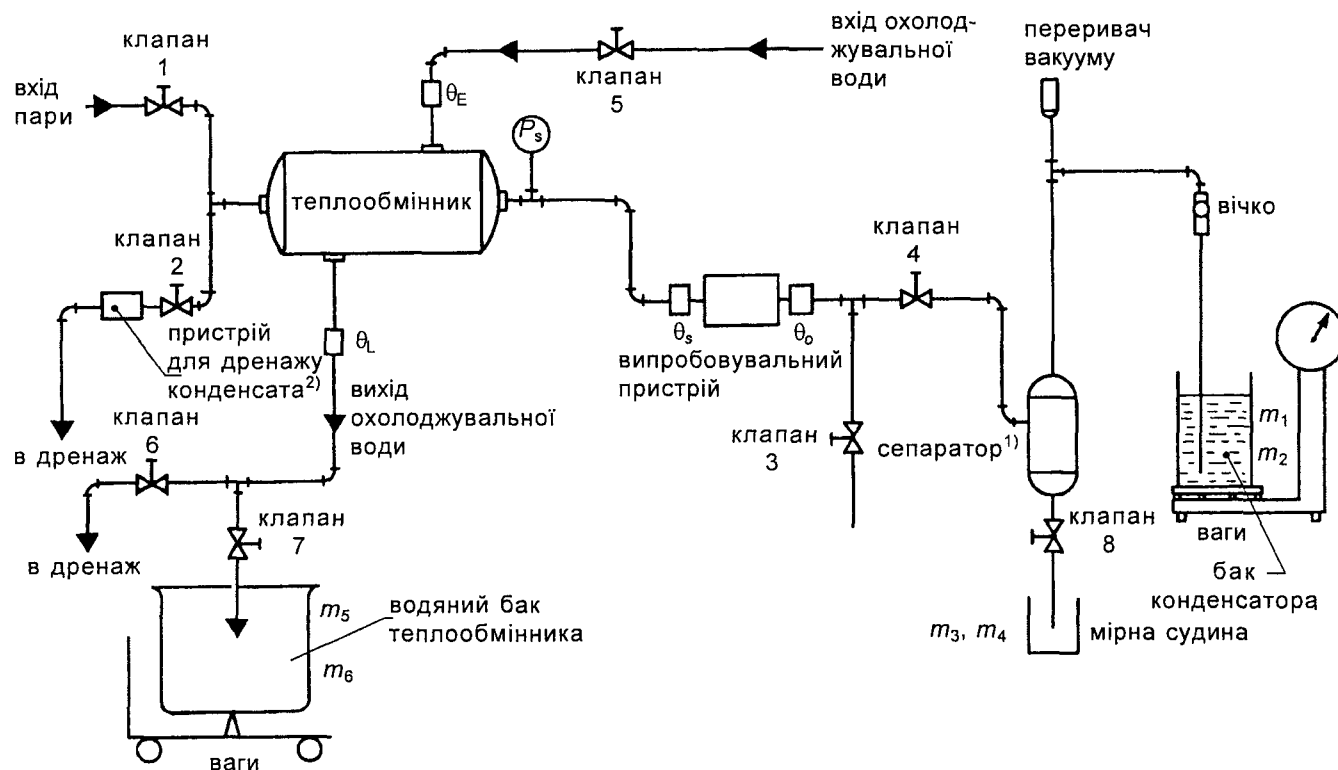 клапан
1
вхід
пари
вхід охолод-
жувальної
води
клапан
5
θE
Ps
переривач
вакууму
теплообмінник
вічко
клапан
2
клапан
4
θs
θo
пристрій
для дренажу
конденсата2)
θL
випробовувальний
пристрій
вихід
охолоджувальної
води
клапан
6
в дренаж
клапан
3
сепаратор1)
m1
m2
клапан
7
в дренаж
клапан
8
ваги
бак
конденсатора
m5
водяний бак
теплообмінника
m6
m3, m4
мірна судина
ваги